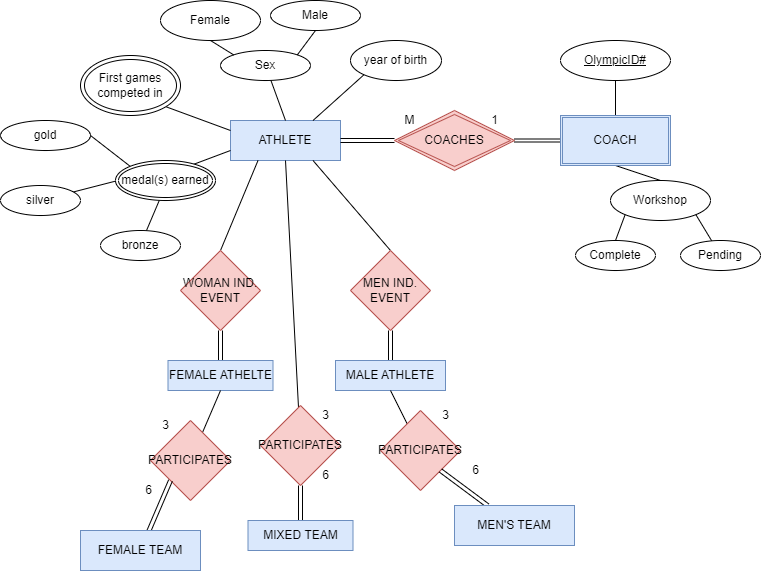 Female
Male
Sex
year of birth
OlympicID#
First games
competed in
M
1
gold
ATHLETE
COACHES
COACH
medal(s) earned
silver
Workshop
bronze
Complete
Pending
WOMAN IND.
EVENT
MEN IND.
EVENT
FEMALE ATHELTE
MALE ATHLETE
3
3
3
PARTICIPATES
PARTICIPATES
PARTICIPATES
6
6
6
FEMALE TEAM
MIXED TEAM
MEN'S TEAM